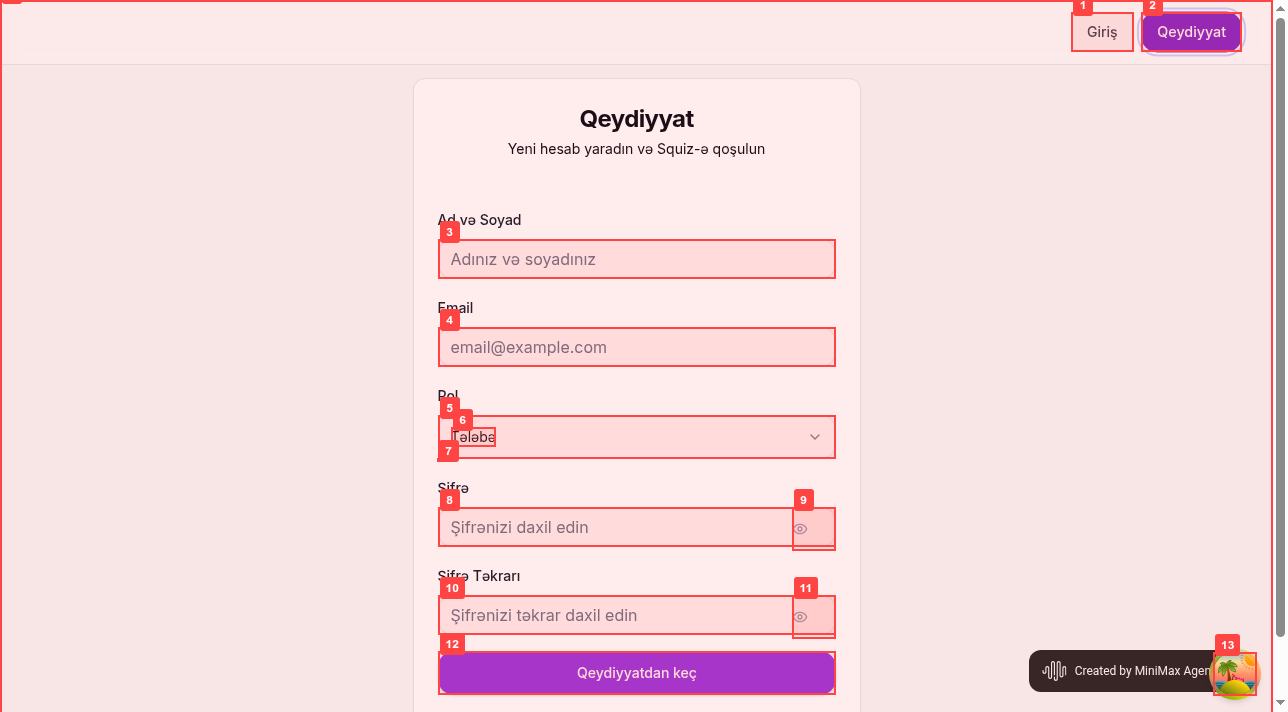 1
2
Giriş
Qeydiyyat
Qeydiyyat
Yeni hesab yaradın və Squiz-ə qoşulun
Ad və Soyad
3
Adınız və soyadınız
Email
4
email@example.com
Rol
5
6
Tələbə
7
Şifrə
8
9
Şifrənizi daxil edin
Şifrə Təkrarı
10
11
Şifrənizi təkrar daxil edin
12
Qeydiyyatdan keç
13
Created by MiniMax Agen